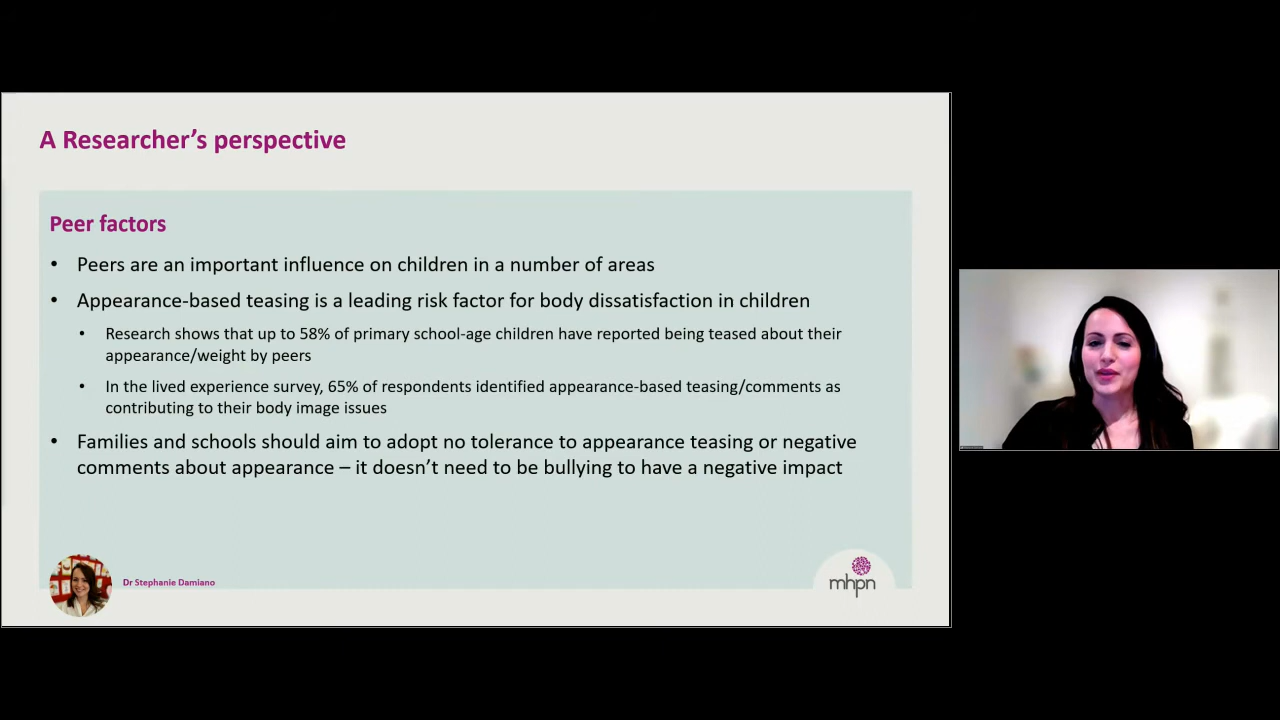 A Researcher’s perspective
Peer factors
• Peers are an important influence on children in a number of areas
• Appearance-based teasing is a leading risk factor for body dissatisfaction in children
• Research shows that up to 58% of primary school-age children have reported being teased about their
appearance/weight by peers
• In the lived experience survey, 65% of respondents identified appearance-based teasing/comments as
contributing to their body image issues
• Families and schools should aim to adopt no tolerance to appearance teasing or negative
comments about appearance – it doesn’t need to be bullying to have a negative impact
Dr Stephanie Damiano
mhpn